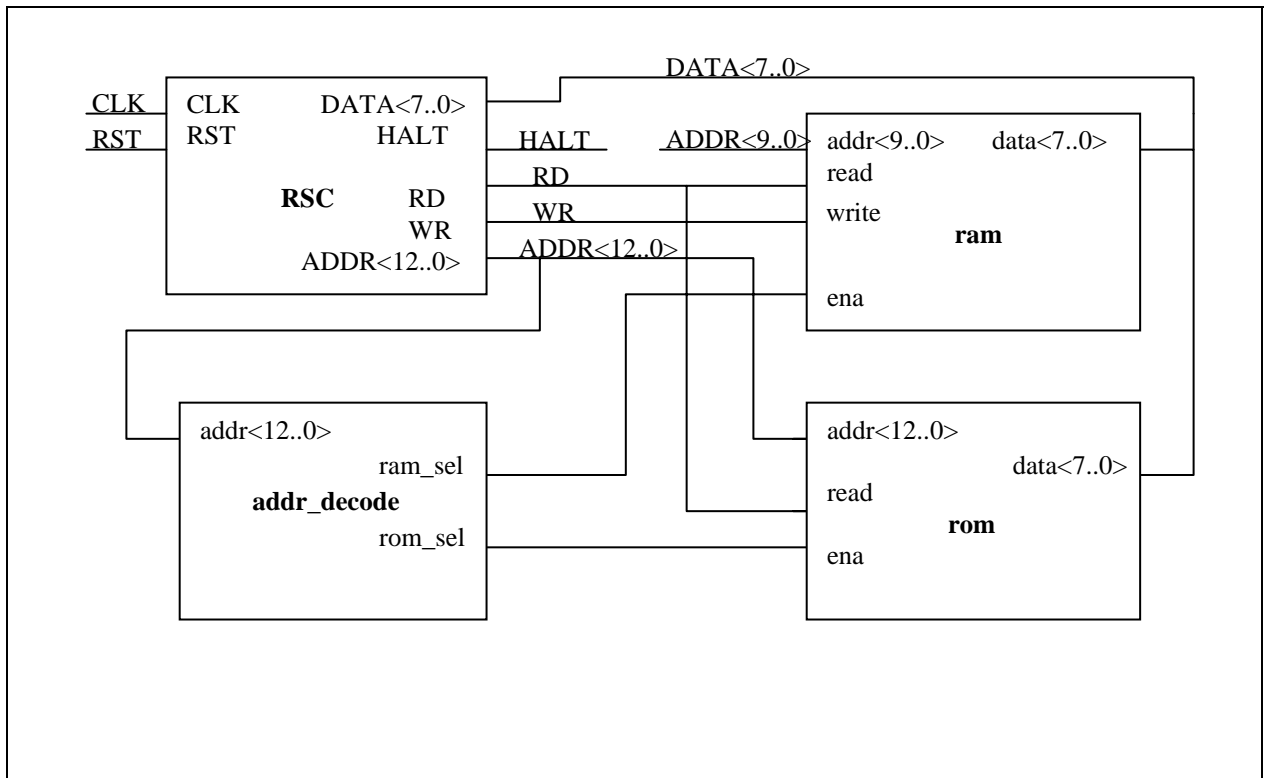 DATA<7..0>
CLK CLK DATA<7..0>
RST RST HALT HALT ADDR<9..0> addr<9..0> data<7..0>
RD read
RSC RD
WR write
WR ram
ADDR<12..0> ADDR<12..0>
ena
addr<12..0> addr<12..0>
ram_sel data<7..0>
addr_decode read
rom
rom_sel ena